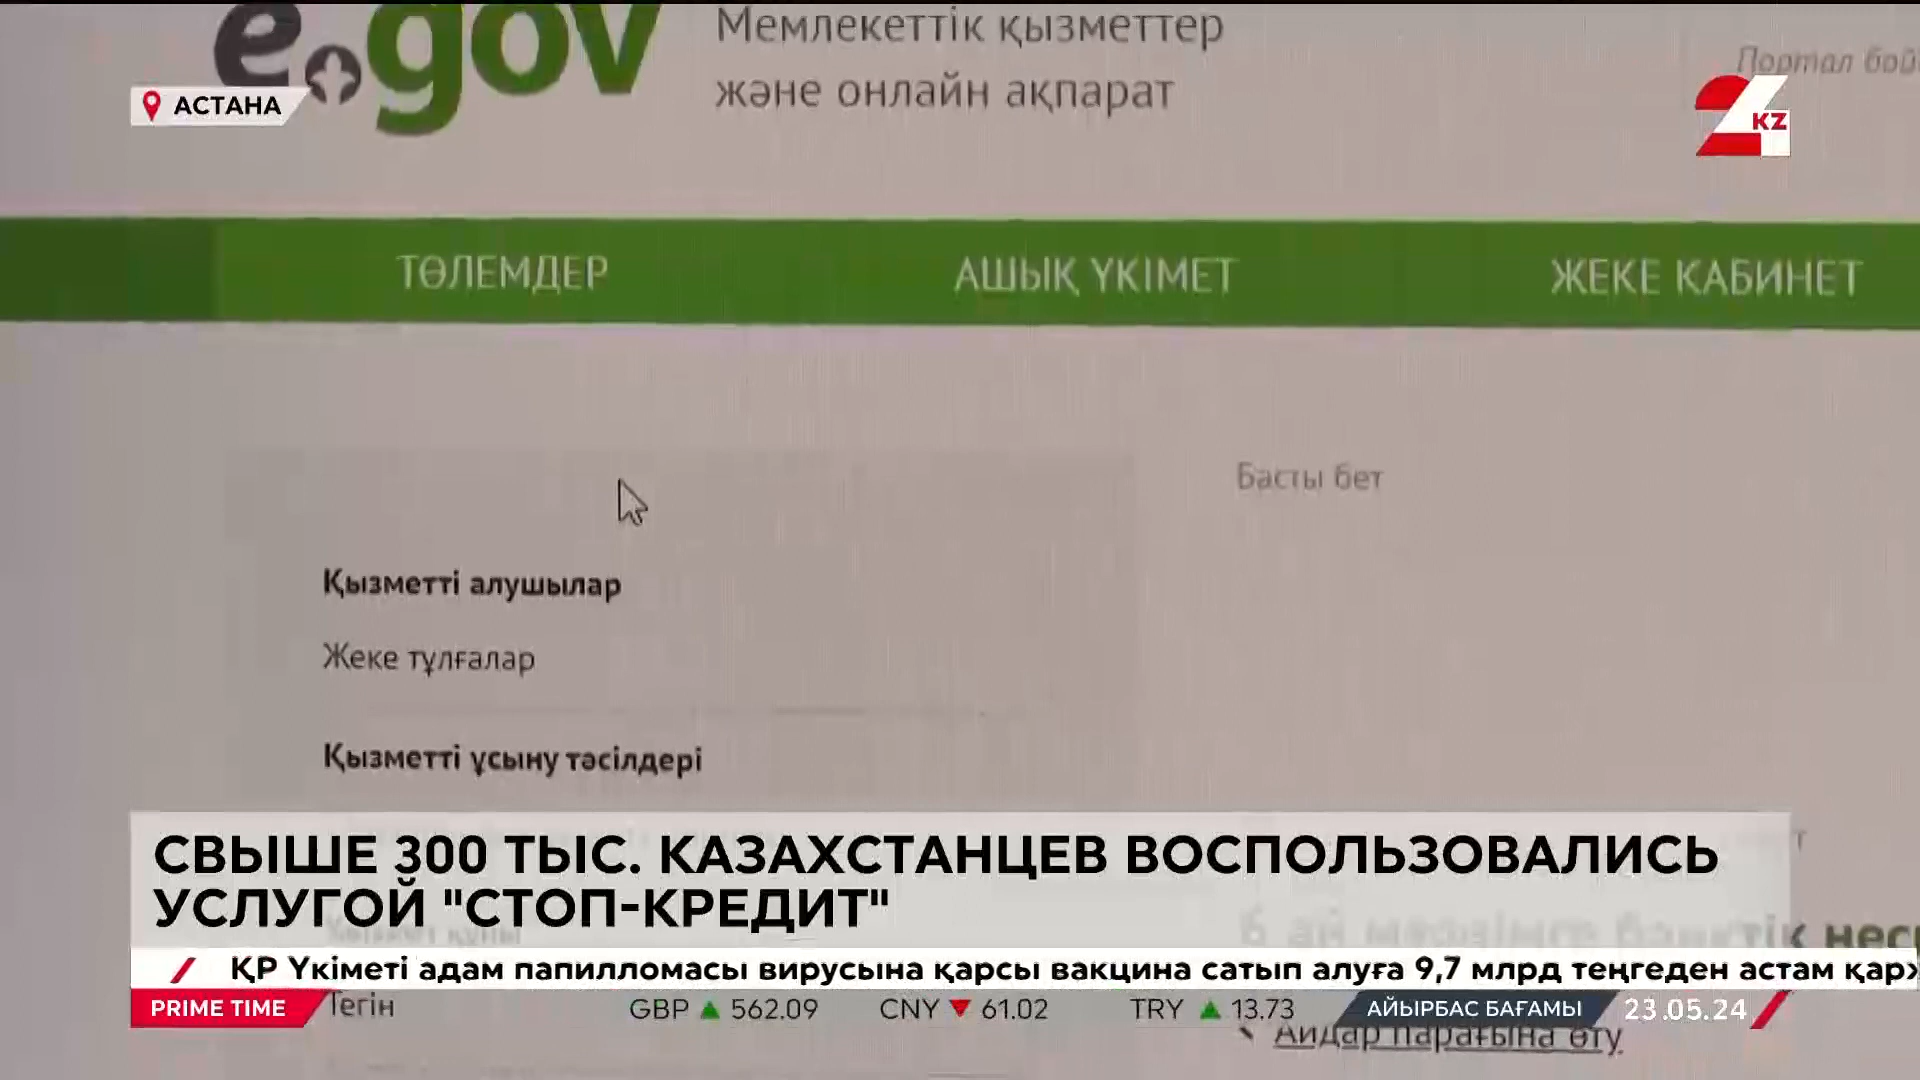 e.gov
Мемлекеттік қызметтер
және онлайн ақпарат
Портал
АСТАНА
24 KZ
ТӨЛЕМДЕР
АШЫҚ ҮКІМЕТ
ЖЕКЕ КАБИНЕТ
Басты бет
Қызметті алушылар
Жеке тұлғалар
Қызметті ұсыну тәсілдері
СВЫШЕ 300 ТЫС. КАЗАХСТАНЦЕВ ВОСПОЛЬЗОВАЛИСЬ
УСЛУГОЙ "СТОП-КРЕДИТ"
ҚР Үкіметі адам папилломасы вирусына қарсы вакцина сатып алуға 9,7 млрд теңгеден астам
PRIME TIME
Тегін
GBP ▲ 562.09 CNY ▼ 61.02 TRY ▲ 13.73
АЙЫРБАС БАҒАМЫ
23.05.24
Айдар парағына өту